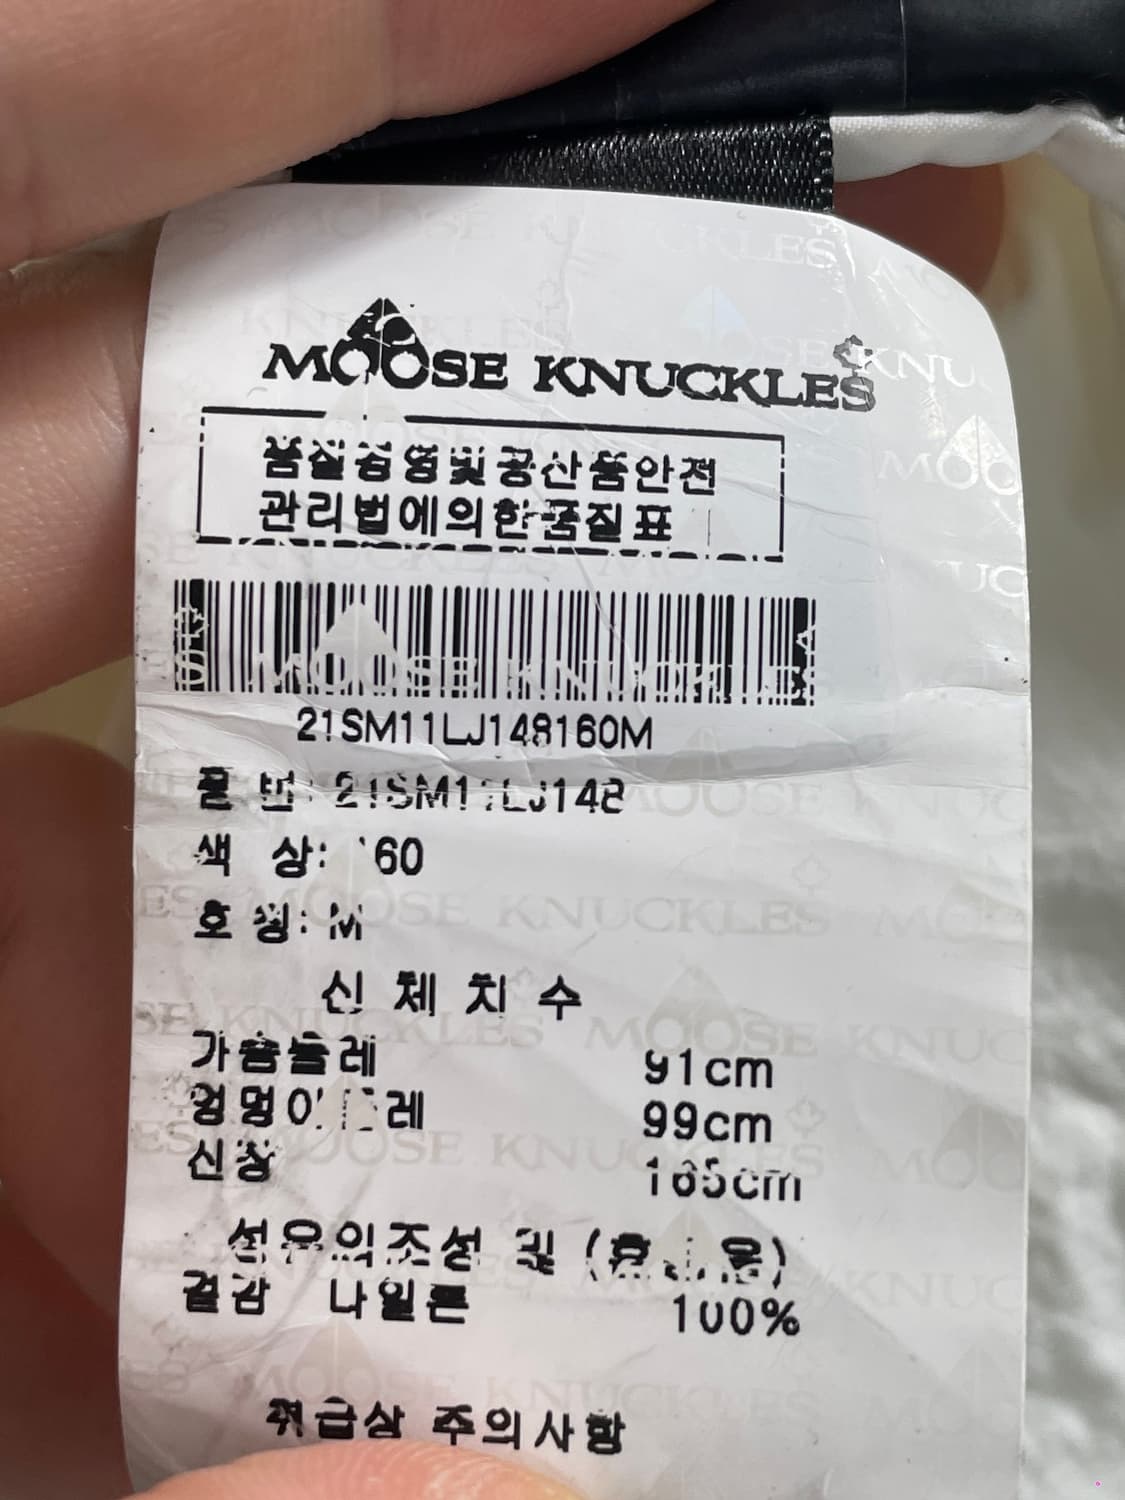 MOOSE KNUCKLES
품질경영및공산품안전
관리법에의한품질표
21SM11LJ148160M
품 번: 21SM11LJ148
색 상: 160
호 칭: M
신 체 치 수
가슴둘레 91cm
엉덩이둘레 99cm
신장 165cm
섬유의조성 및 (혼용율)
겉감 나일론 100%
취급상 주의사항